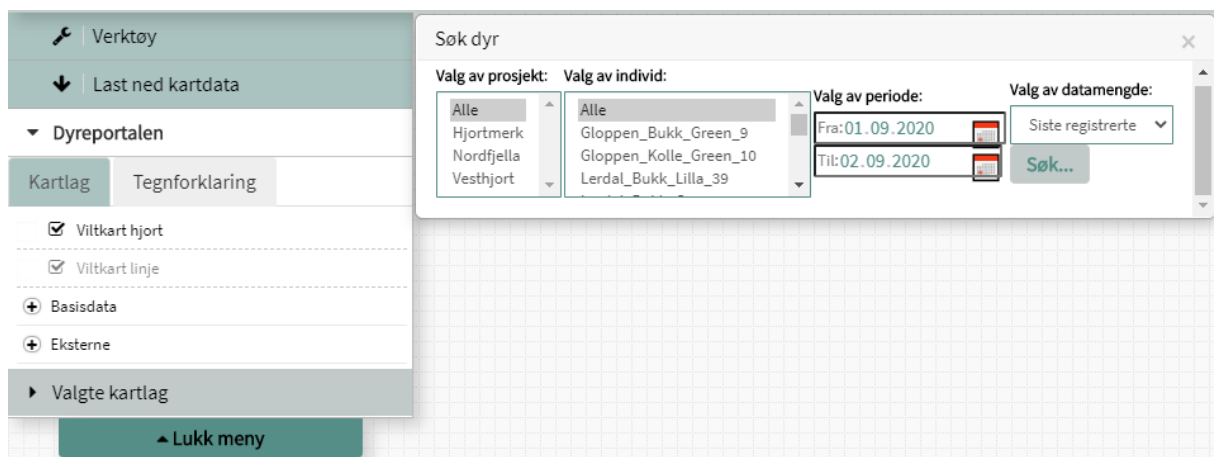 Verktøy
Last ned kartdata
Dyreportalen
Kartlag Tegnforklaring
Viltkart hjort
Viltkart linje
Basisdata
Eksterne
Valgte kartlag
Lukk meny
Søk dyr
Valg av prosjekt:
Alle
Hjortmerk
Nordfjella
Vesthjort
Valg av individ:
Alle
Gloppen_Bukk_Green_9
Gloppen_Kolle_Green_10
Lerdal_Bukk_Lilla_39
Valg av periode:
Fra:01.09.2020
Til:02.09.2020
Valg av datamengde:
Siste registrerte
Søk...